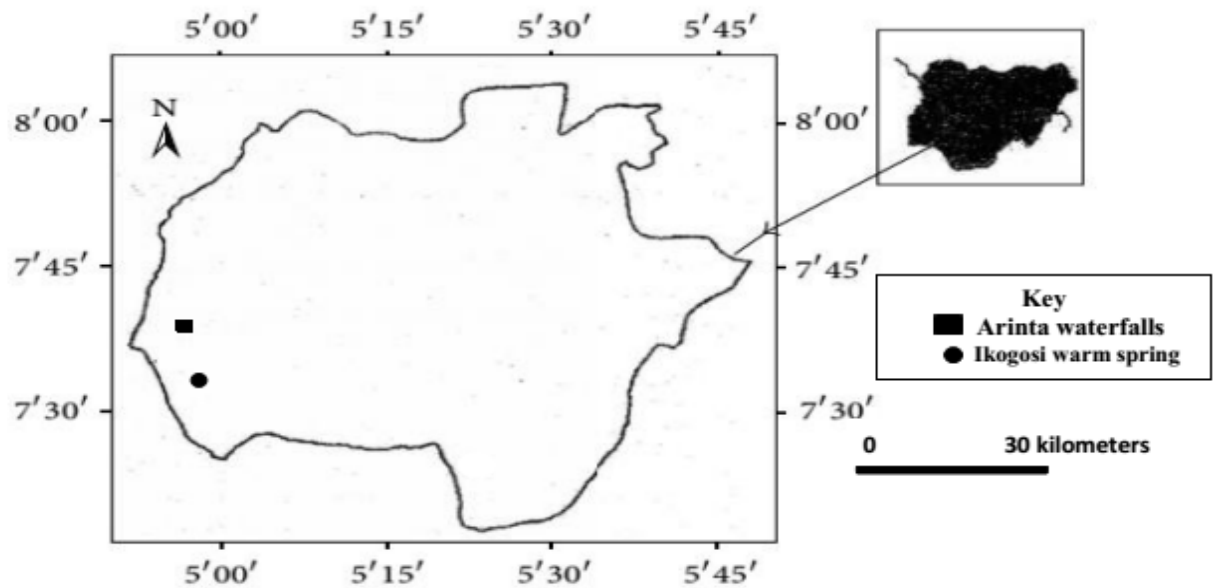 5′00′ 5′15′ 5′30′ 5′45′
N
8′00′ 8′00′
7′45′ 7′45′
7′30′ 7′30′
5′00′ 5′15′ 5′30′ 5′45′
Key
Arinta waterfalls
Ikogosi warm spring
0 30 kilometers